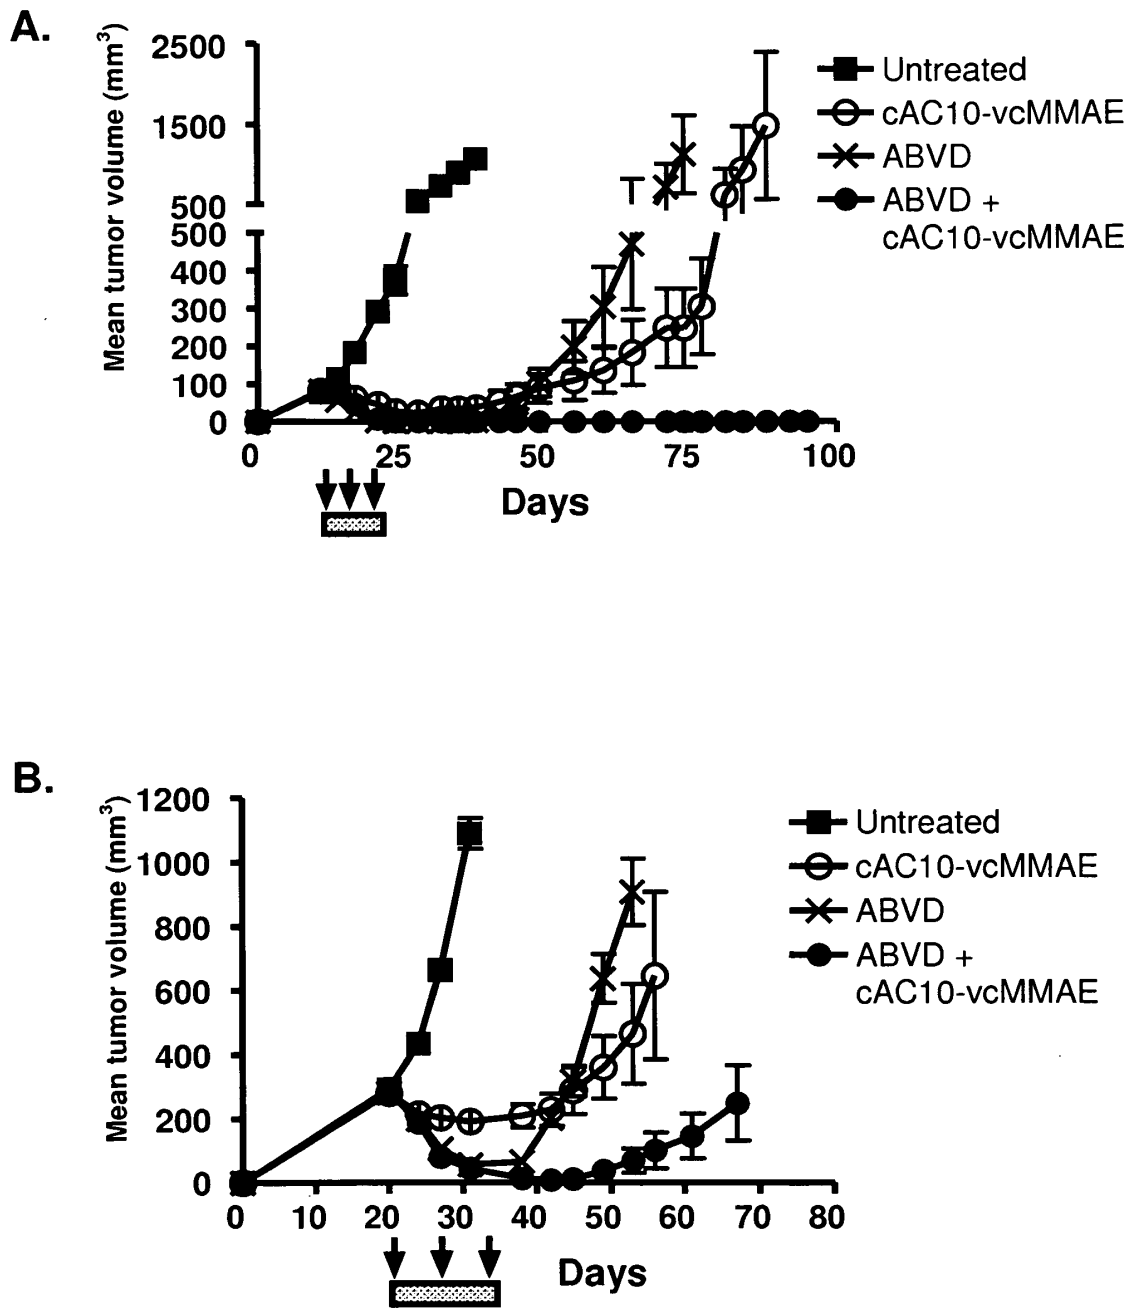 A.
Mean tumor volume (mm3)
2500
1500
500
500
400
300
200
100
0
0 25 50 75 100
Days
Untreated
cAC10-vcMMAE
ABVD
ABVD +
cAC10-vcMMAE
B.
Mean tumor volume (mm3)
1200
1000
800
600
400
200
0
0 10 20 30 40 50 60 70 80
Days
Untreated
cAC10-vcMMAE
ABVD
ABVD +
cAC10-vcMMAE